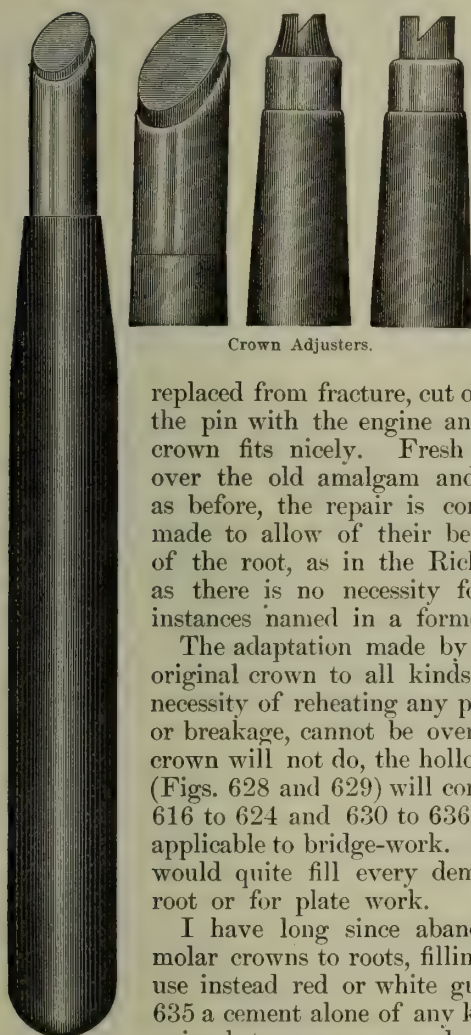 Crown Adjusters.
replaced from fracture, cut o
the pin with the engine an
crown fits nicely. Fresh
over the old amalgam and
as before, the repair is con
made to allow of their be
of the root, as in the Rich
as there is no necessity fo
instances named in a form
The adaptation made by
original crown to all kinds
necessity of reheating any p
or breakage, cannot be over
crown will not do, the hollo
(Figs. 628 and 629) will con
616 to 624 and 630 to 636
applicable to bridge-work.
would quite fill every dem
root or for plate work.
I have long since aband
molar crowns to roots, fillin
use instead red or white gu
635 a cement alone of any k